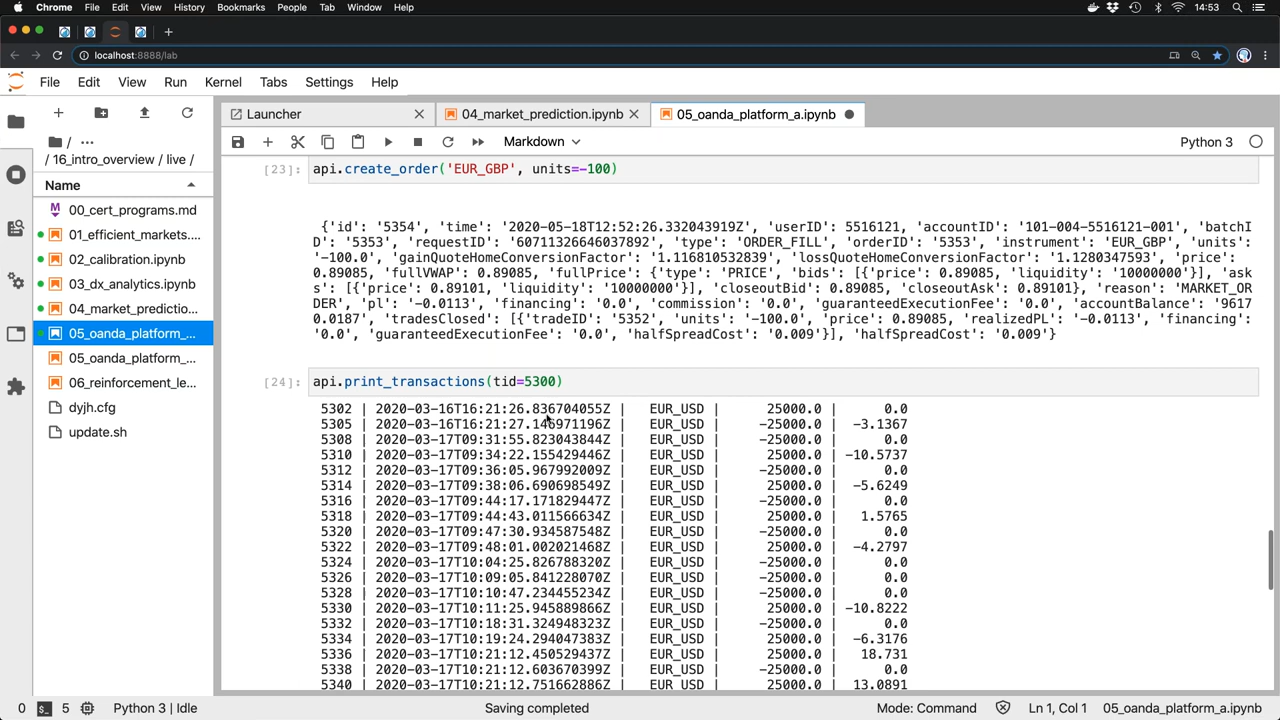 Chrome File Edit View History Bookmarks People Tab Window Help 14:53
localhost:8888/lab
File Edit View Run Kernel Tabs Settings Help
Launcher
04_market_prediction.ipynb
05_oanda_platform_a.ipynb
/ ...
/ 16_intro_overview / live /
Name
00_cert_programs.md
01_efficient_markets....
02_calibration.ipynb
03_dx_analytics.ipynb
04_market_predictio...
05_oanda_platform_...
05_oanda_platform_...
06_reinforcement_le...
dyjh.cfg
update.sh
Markdown
Python 3
[23]: api.create_order('EUR_GBP', units=-100)
{'id': '5354', 'time': '2020-05-18T12:52:26.332043919Z', 'userID': 5516121, 'accountID': '101-004-5516121-001', 'batchI
D': '5353', 'requestID': '60711326646037892', 'type': 'ORDER_FILL', 'orderID': '5353', 'instrument': 'EUR_GBP', 'units':
'-100.0', 'gainQuoteHomeConversionFactor': '1.116810532839', 'lossQuoteHomeConversionFactor': '1.1280347593', 'price':
0.89085, 'fullVWAP': 0.89085, 'fullPrice': {'type': 'PRICE', 'bids': [{'price': 0.89085, 'liquidity': '10000000'}], 'ask
s': [{'price': 0.89101, 'liquidity': '10000000'}], 'closeoutBid': 0.89085, 'closeoutAsk': 0.89101}, 'reason': 'MARKET_OR
DER', 'pl': '-0.0113', 'financing': '0.0', 'commission': '0.0', 'guaranteedExecutionFee': '0.0', 'accountBalance': '9617
0.0187', 'tradesClosed': [{'tradeID': '5352', 'units': '-100.0', 'price': 0.89085, 'realizedPL': '-0.0113', 'financing':
'0.0', 'guaranteedExecutionFee': '0.0', 'halfSpreadCost': '0.009'}], 'halfSpreadCost': '0.009'}
[24]: api.print_transactions(tid=5300)
5302 | 2020-03-16T16:21:26.836704055Z | EUR_USD | 25000.0 | 0.0
5305 | 2020-03-16T16:21:27.146971196Z | EUR_USD | -25000.0 | -3.1367
5308 | 2020-03-17T09:31:55.823043844Z | EUR_USD | -25000.0 | 0.0
5310 | 2020-03-17T09:34:22.155429446Z | EUR_USD | 25000.0 | -10.5737
5312 | 2020-03-17T09:36:05.967992009Z | EUR_USD | -25000.0 | 0.0
5314 | 2020-03-17T09:38:06.690698549Z | EUR_USD | 25000.0 | -5.6249
5316 | 2020-03-17T09:44:17.171829447Z | EUR_USD | -25000.0 | 0.0
5318 | 2020-03-17T09:44:43.011566634Z | EUR_USD | 25000.0 | 1.5765
5320 | 2020-03-17T09:47:30.934587548Z | EUR_USD | -25000.0 | 0.0
5322 | 2020-03-17T09:48:01.002021468Z | EUR_USD | 25000.0 | -4.2797
5324 | 2020-03-17T10:04:25.826788320Z | EUR_USD | -25000.0 | 0.0
5326 | 2020-03-17T10:09:05.841228070Z | EUR_USD | -25000.0 | 0.0
5328 | 2020-03-17T10:10:47.234455234Z | EUR_USD | -25000.0 | 0.0
5330 | 2020-03-17T10:11:25.945889866Z | EUR_USD | 25000.0 | -10.8222
5332 | 2020-03-17T10:18:31.324948323Z | EUR_USD | -25000.0 | 0.0
5334 | 2020-03-17T10:19:24.294047383Z | EUR_USD | 25000.0 | -6.3176
5336 | 2020-03-17T10:21:12.450529437Z | EUR_USD | 25000.0 | 18.731
5338 | 2020-03-17T10:21:12.603670399Z | EUR_USD | -25000.0 | 0.0
5340 | 2020-03-17T10:21:12.751662886Z | EUR_USD | 25000.0 | 13.0891
0 5 Python 3 | Idle Saving completed Mode: Command Ln 1, Col 1 05_oanda_platform_a.ipynb